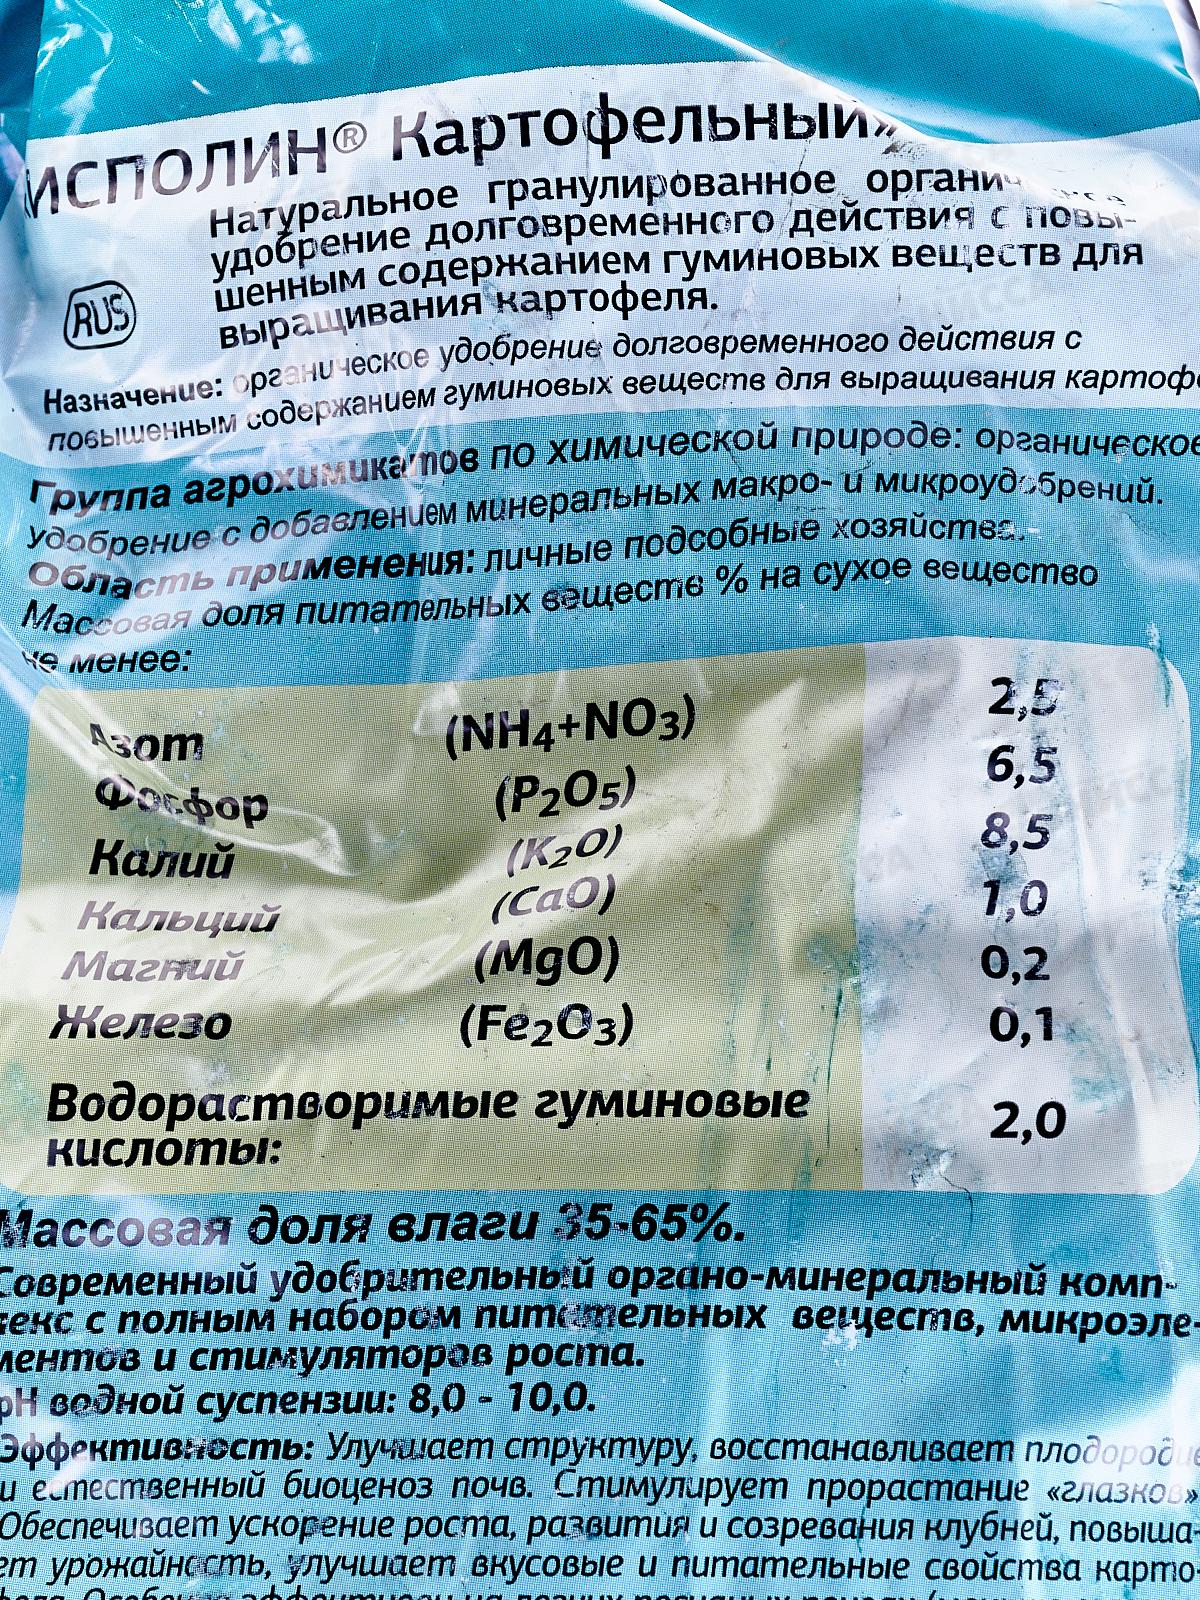 ИСПОЛИН® Картофельный»
Натуральное гранулированное
удобрение долговременного действия с повы-
шенным содержанием гуминовых веществ для
выращивания картофеля.
RUS
Назначение: органическое удобрение долговременного действия с
повышенным содержанием гуминовых веществ для выращивания картоф
Группа агрохимикатов по химической природе: органическое
удобрение с добавлением минеральных макро- и микроудобрений.
Область применения: личные подсобные хозяйства.
Массовая доля питательных веществ % на сухое вещество
не менее:
Азот (NH4+NO3) 2,5
Фосфор (P2O5) 6,5
Калий (K2O) 8,5
Кальций (CaO) 1,0
Магний (MgO) 0,2
Железо (Fe2O3) 0,1
Водорастворимые гуминовые
кислоты: 2,0
Массовая доля влаги 35-65%.
Современный удобрительный органо-минеральный комп-
лекс с полным набором питательных веществ, микроэле-
ментов и стимуляторов роста.
pH водной суспензии: 8,0 - 10,0.
Эффективность: Улучшает структуру, восстанавливает плодородие
и естественный биоценоз почв. Стимулирует прорастание «глазков»
Обеспечивает ускорение роста, развития и созревания клубней, повыша-
ет урожайность, улучшает вкусовые и питательные свойства карто-